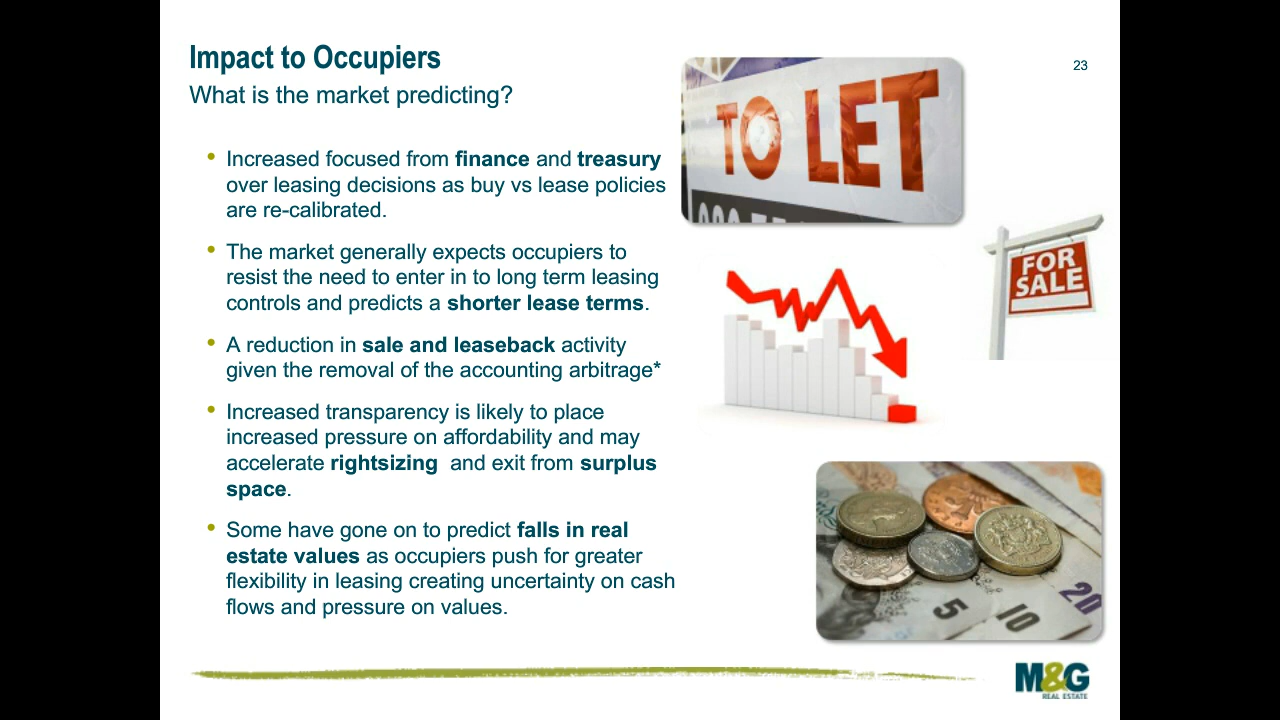 Impact to Occupiers
23
What is the market predicting?
• Increased focused from finance and treasury
over leasing decisions as buy vs lease policies
are re-calibrated.
• The market generally expects occupiers to
resist the need to enter in to long term leasing
controls and predicts a shorter lease terms.
• A reduction in sale and leaseback activity
given the removal of the accounting arbitrage*
• Increased transparency is likely to place
increased pressure on affordability and may
accelerate rightsizing and exit from surplus
space.
• Some have gone on to predict falls in real
estate values as occupiers push for greater
flexibility in leasing creating uncertainty on cash
flows and pressure on values.
TO LET
FOR
SALE
5
10
20
M&G
REAL ESTATE